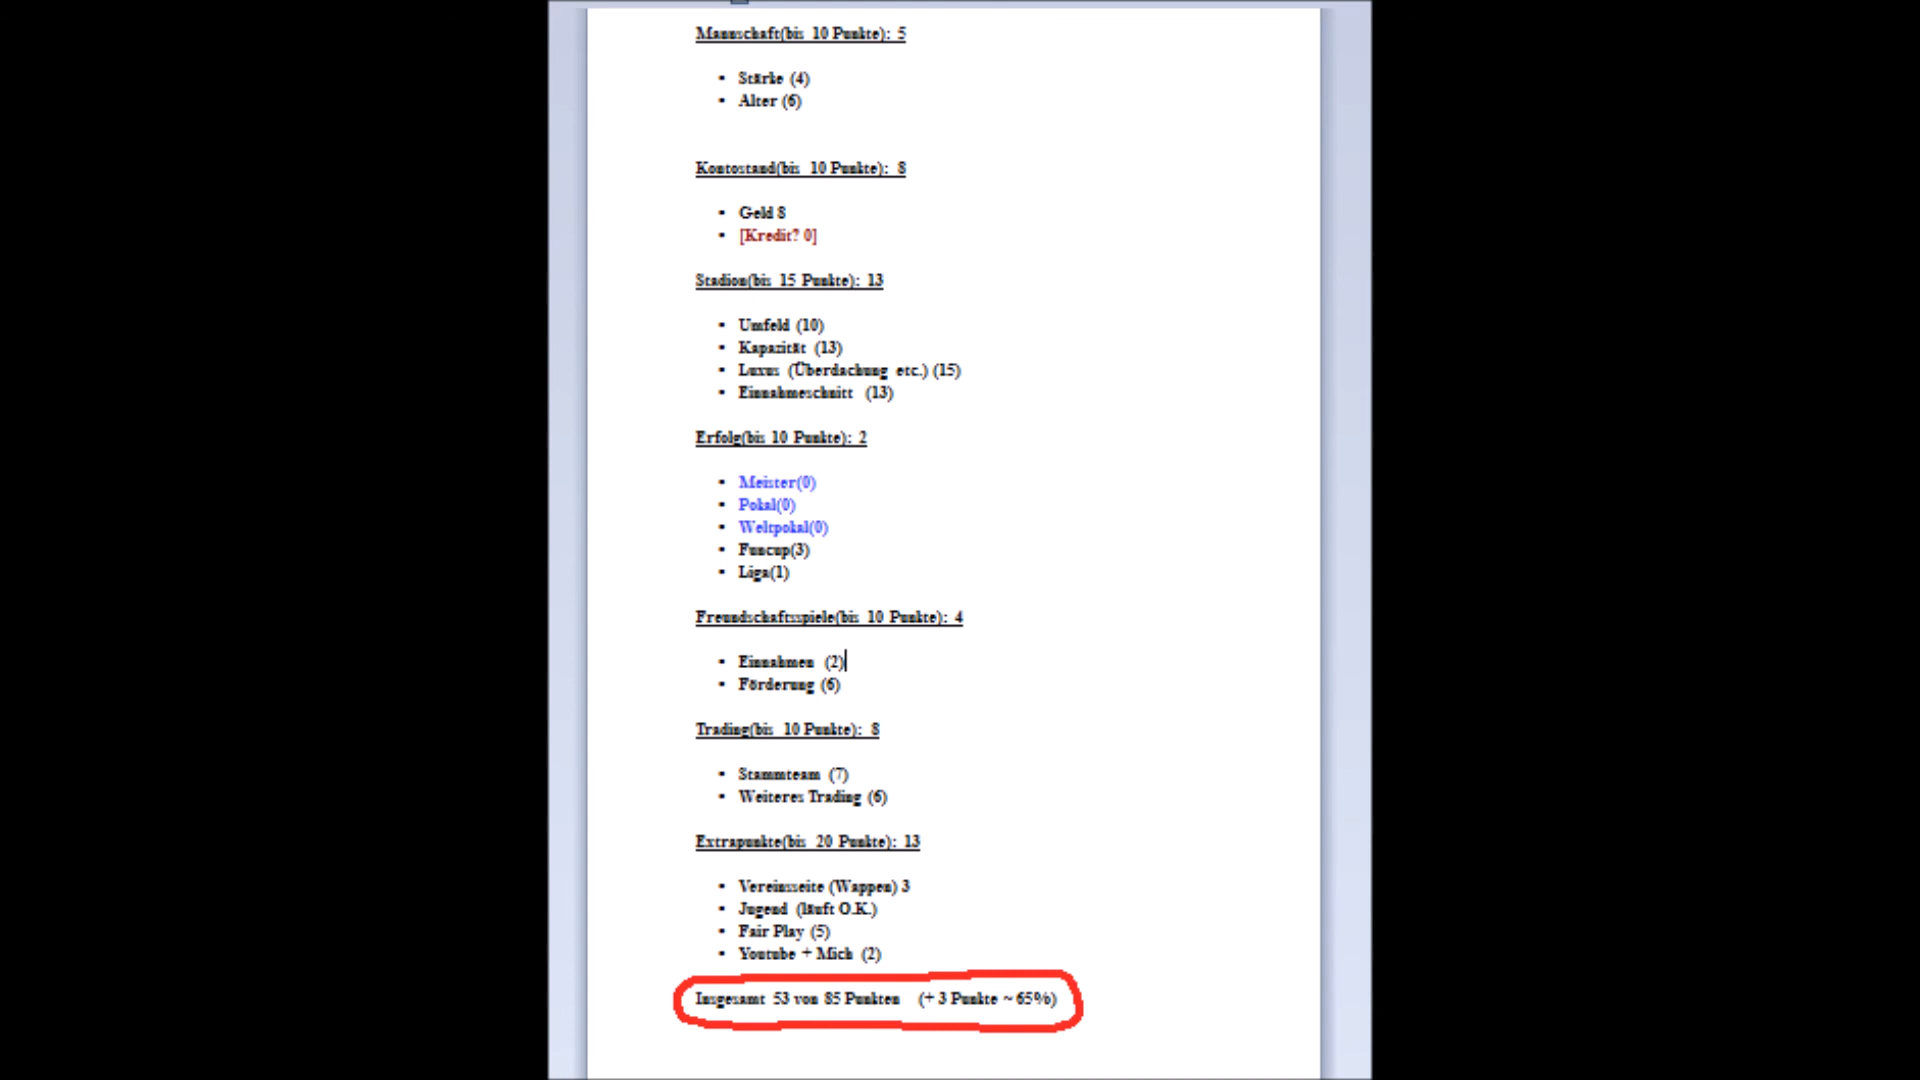 Mannschaft(bis 10 Punkte): 5
Stärke (4)
Alter (6)
Kontostand(bis 10 Punkte): 8
Geld 8
[Kredit? 0]
Stadion(bis 15 Punkte): 13
Umfeld (10)
Kapazität (13)
Luxus (Überdachung etc.) (15)
Einnahmeschnitt (13)
Erfolg(bis 10 Punkte): 2
Meister(0)
Pokal(0)
Weltpokal(0)
Funcup(3)
Liga(1)
Freundschaftsspiele(bis 10 Punkte): 4
Einnahmen (2)
Förderung (6)
Trading(bis 10 Punkte): 8
Stammteam (7)
Weiteres Trading (6)
Extrapunkte(bis 20 Punkte): 13
Vereinsseite (Wappen) 3
Jugend (läuft O.K.)
Fair Play (5)
Youtube + Mich (2)
Insgesamt 53 von 85 Punkten (+ 3 Punkte ~ 65%)